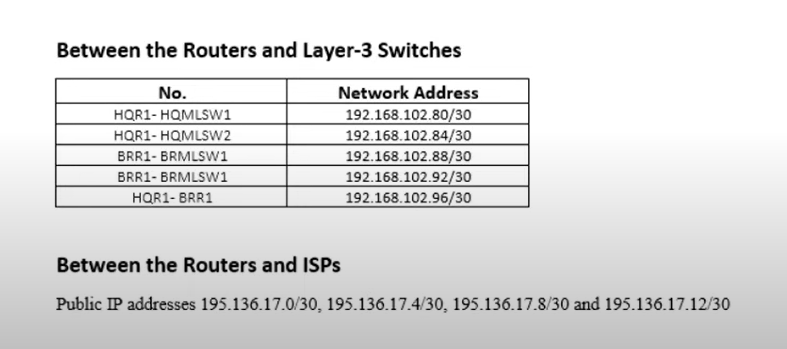 Between the Routers and Layer-3 Switches
No. Network Address
HQR1- HQMLSW1 192.168.102.80/30
HQR1- HQMLSW2 192.168.102.84/30
BRR1- BRMLSW1 192.168.102.88/30
BRR1- BRMLSW1 192.168.102.92/30
HQR1- BRR1 192.168.102.96/30
Between the Routers and ISPs
Public IP addresses 195.136.17.0/30, 195.136.17.4/30, 195.136.17.8/30 and 195.136.17.12/30